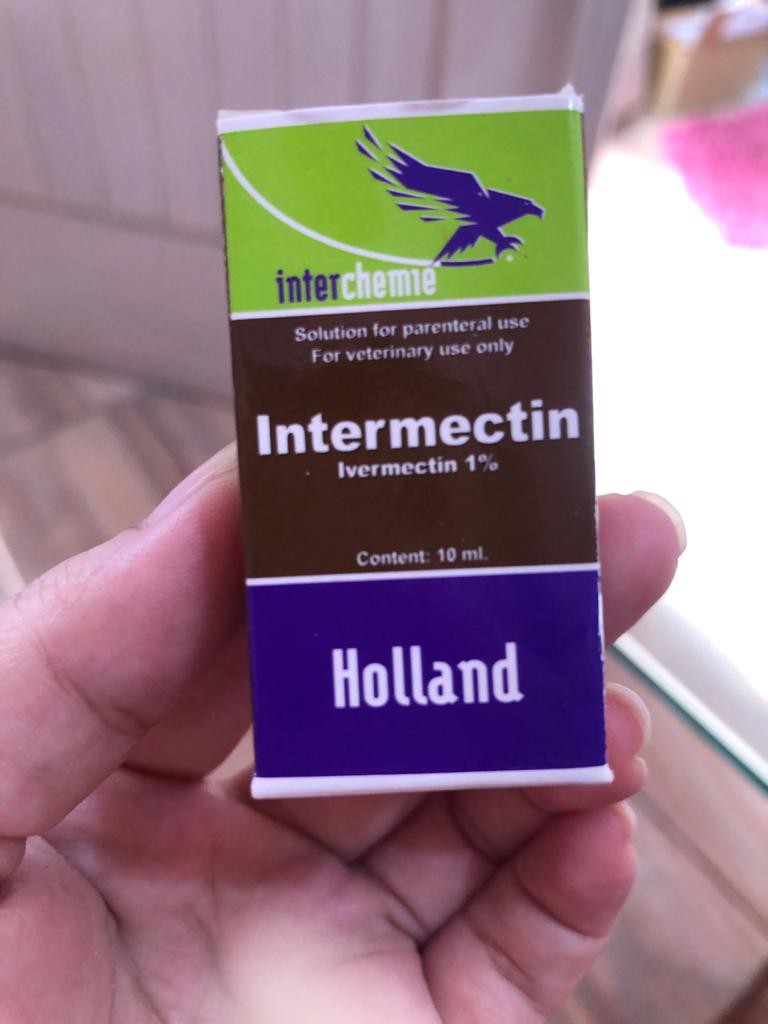 interchemie
Solution for parenteral use
For veterinary use only
Intermectin
Ivermectin 1%
Content: 10 ml.
Holland